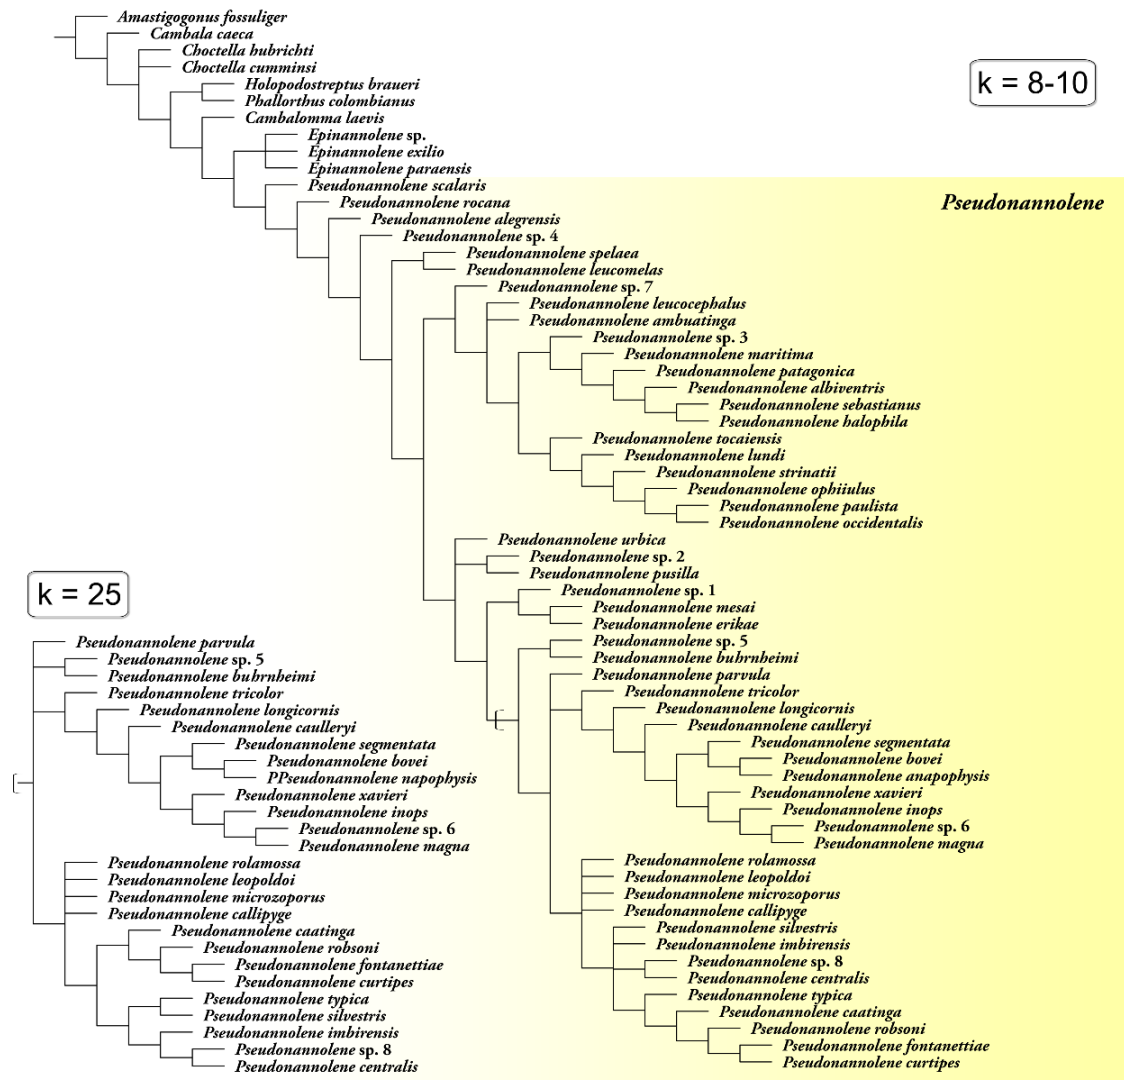 Amastigogonus fossuliger
Cambala caeca
Choctella hubrichti
Choctella cumminsi
Holopodostreptus braueri
Phallorthus colombianus
Cambalomma laevis
Epinannolene sp.
Epinannolene exilio
Epinannolene paraensis
k = 8-10
Pseudonannolene
Pseudonannolene scalaris
Pseudonannolene rocana
Pseudonannolene alegrensis
Pseudonannolene sp. 4
Pseudonannolene spelaea
Pseudonannolene leucomelas
Pseudonannolene sp. 7
Pseudonannolene leucocephalus
Pseudonannolene ambuatinga
Pseudonannolene sp. 3
Pseudonannolene maritima
Pseudonannolene patagonica
Pseudonannolene albiventris
Pseudonannolene sebastianus
Pseudonannolene halophila
Pseudonannolene tocaiensis
Pseudonannolene lundi
Pseudonannolene strinatii
Pseudonannolene ophiiulus
Pseudonannolene paulista
Pseudonannolene occidentalis
Pseudonannolene urbica
Pseudonannolene sp. 2
Pseudonannolene pusilla
Pseudonannolene sp. 1
Pseudonannolene mesai
Pseudonannolene erikae
Pseudonannolene sp. 5
Pseudonannolene buhrnheimi
Pseudonannolene parvula
Pseudonannolene tricolor
Pseudonannolene longicornis
Pseudonannolene caulleryi
Pseudonannolene segmentata
Pseudonannolene bovei
Pseudonannolene anapophysis
Pseudonannolene xavieri
Pseudonannolene inops
Pseudonannolene sp. 6
Pseudonannolene magna
Pseudonannolene rolamossa
Pseudonannolene leopoldoi
Pseudonannolene microzoporus
Pseudonannolene callipyge
Pseudonannolene silvestris
Pseudonannolene imbirensis
Pseudonannolene sp. 8
Pseudonannolene centralis
Pseudonannolene typica
Pseudonannolene caatinga
Pseudonannolene robsoni
Pseudonannolene fontanettiae
Pseudonannolene curtipes
k = 25
Pseudonannolene parvula
Pseudonannolene sp. 5
Pseudonannolene buhrnheimi
Pseudonannolene tricolor
Pseudonannolene longicornis
Pseudonannolene caulleryi
Pseudonannolene segmentata
Pseudonannolene bovei
PPseudonannolene napophysis
Pseudonannolene xavieri
Pseudonannolene inops
Pseudonannolene sp. 6
Pseudonannolene magna
Pseudonannolene rolamossa
Pseudonannolene leopoldoi
Pseudonannolene microzoporus
Pseudonannolene callipyge
Pseudonannolene caatinga
Pseudonannolene robsoni
Pseudonannolene fontanettiae
Pseudonannolene curtipes
Pseudonannolene typica
Pseudonannolene silvestris
Pseudonannolene imbirensis
Pseudonannolene sp. 8
Pseudonannolene centralis